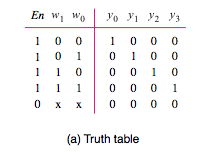 En w₁ w₀ y₀ y₁ y₂ y₃
1 0 0 1 0 0 0
1 0 1 0 1 0 0
1 1 0 0 0 1 0
1 1 1 0 0 0 1
0 x x 0 0 0 0
(a) Truth table